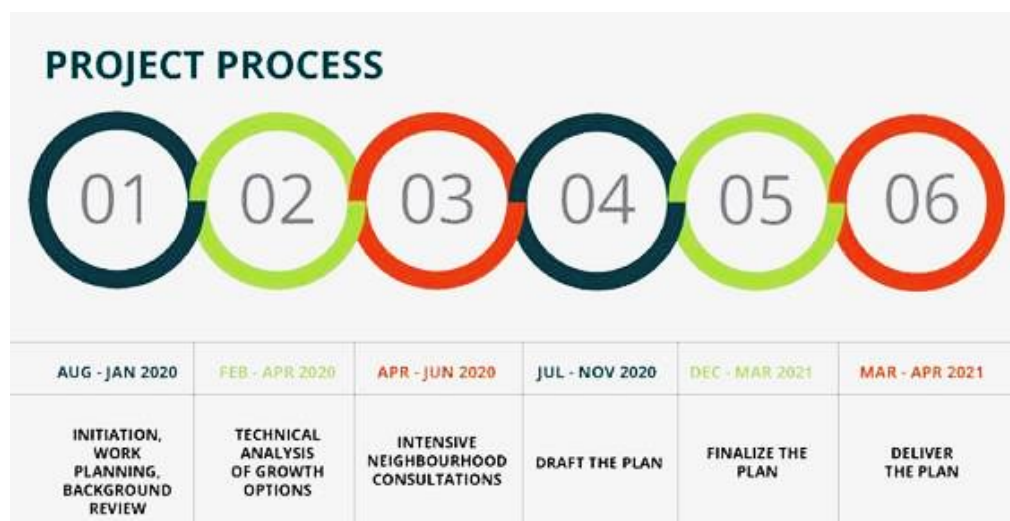 PROJECT PROCESS
01 02 03 04 05 06
AUG - JAN 2020 FEB - APR 2020 APR - JUN 2020 JUL - NOV 2020 DEC - MAR 2021 MAR - APR 2021
INITIATION,
WORK
PLANNING,
BACKGROUND
REVIEW
TECHNICAL
ANALYSIS
OF GROWTH
OPTIONS
INTENSIVE
NEIGHBOURHOOD
CONSULTATIONS
DRAFT THE PLAN
FINALIZE THE
PLAN
DELIVER
THE PLAN